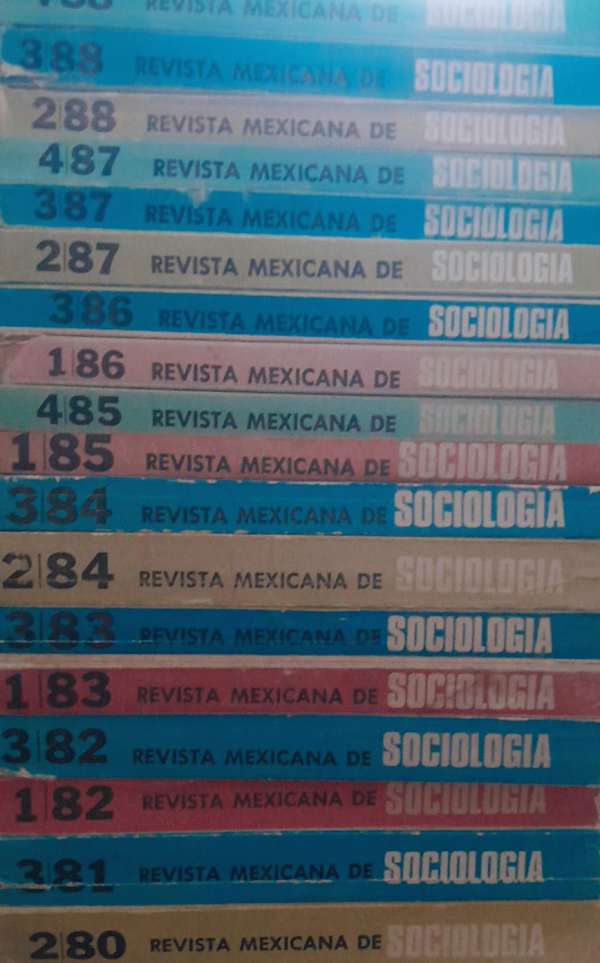 88 REVISTA MEXICANA DE SOCIOLOGIA
3|88 REVISTA MEXICANA DE SOCIOLOGIA
2|88 REVISTA MEXICANA DE SOCIOLOGIA
4|87 REVISTA MEXICANA DE SOCIOLOGIA
3|87 REVISTA MEXICANA DE SOCIOLOGIA
2|87 REVISTA MEXICANA DE SOCIOLOGIA
3|86 REVISTA MEXICANA DE SOCIOLOGIA
1|86 REVISTA MEXICANA DE SOCIOLOGIA
4|85 REVISTA MEXICANA DE SOCIOLOGIA
1|85 REVISTA MEXICANA DE SOCIOLOGIA
3|84 REVISTA MEXICANA DE SOCIOLOGIA
2|84 REVISTA MEXICANA DE SOCIOLOGIA
3|83 REVISTA MEXICANA DE SOCIOLOGIA
1|83 REVISTA MEXICANA DE SOCIOLOGIA
3|82 REVISTA MEXICANA DE SOCIOLOGIA
1|82 REVISTA MEXICANA DE SOCIOLOGIA
3|81 REVISTA MEXICANA DE SOCIOLOGIA
2|80 REVISTA MEXICANA DE SOCIOLOGIA